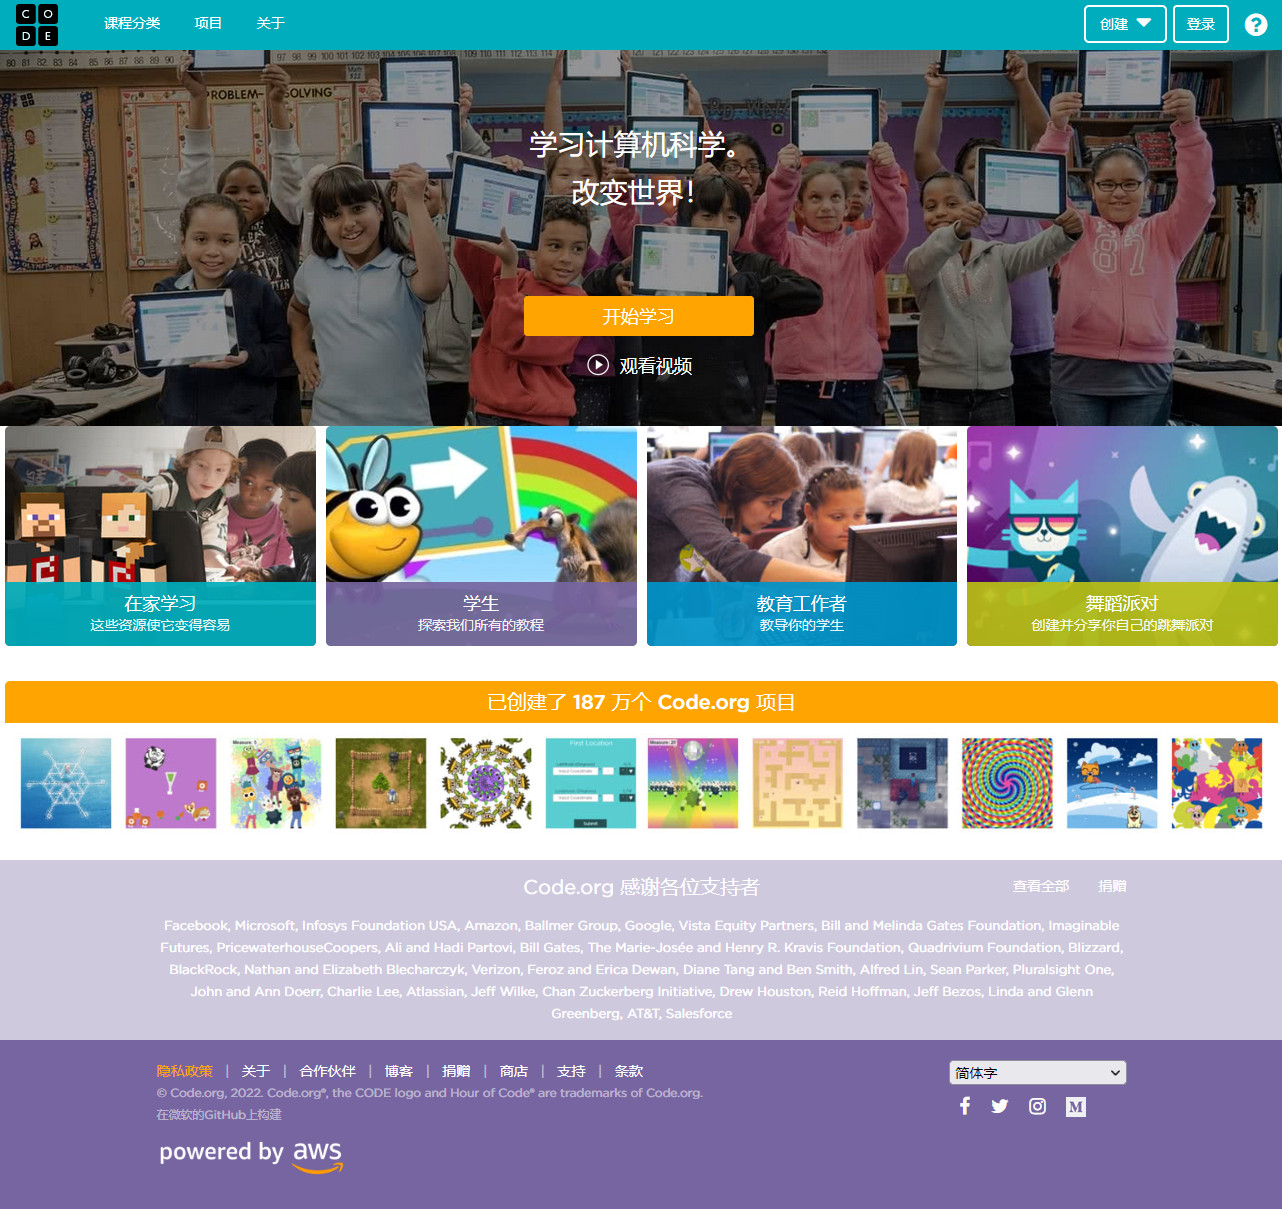 CODE
课程分类
项目
关于
创建
登录
?
PROBLEM-SOLVING
学习计算机科学。
改变世界！
开始学习
观看视频
在家学习
这些资源使它变得容易
学生
探索我们所有的教程
教育工作者
教导你的学生
舞蹈派对
创建并分享你自己的跳舞派对
已创建了 187 万个 Code.org 项目
First Location
Submit
Code.org 感谢各位支持者
查看全部
捐赠
Facebook, Microsoft, Infosys Foundation USA, Amazon, Ballmer Group, Google, Vista Equity Partners, Bill and Melinda Gates Foundation, Imaginable
Futures, PricewaterhouseCoopers, Ali and Hadi Partovi, Bill Gates, The Marie-Josée and Henry R. Kravis Foundation, Quadrivium Foundation, Blizzard,
BlackRock, Nathan and Elizabeth Blecharczyk, Verizon, Feroz and Erica Dewan, Diane Tang and Ben Smith, Alfred Lin, Sean Parker, Pluralsight One,
John and Ann Doerr, Charlie Lee, Atlassian, Jeff Wilke, Chan Zuckerberg Initiative, Drew Houston, Reid Hoffman, Jeff Bezos, Linda and Glenn
Greenberg, AT&T, Salesforce
隐私政策 | 关于 | 合作伙伴 | 博客 | 捐赠 | 商店 | 支持 | 条款
© Code.org, 2022. Code.org®, the CODE logo and Hour of Code® are trademarks of Code.org.
在微软的GitHub上构建
powered by aws
简体字